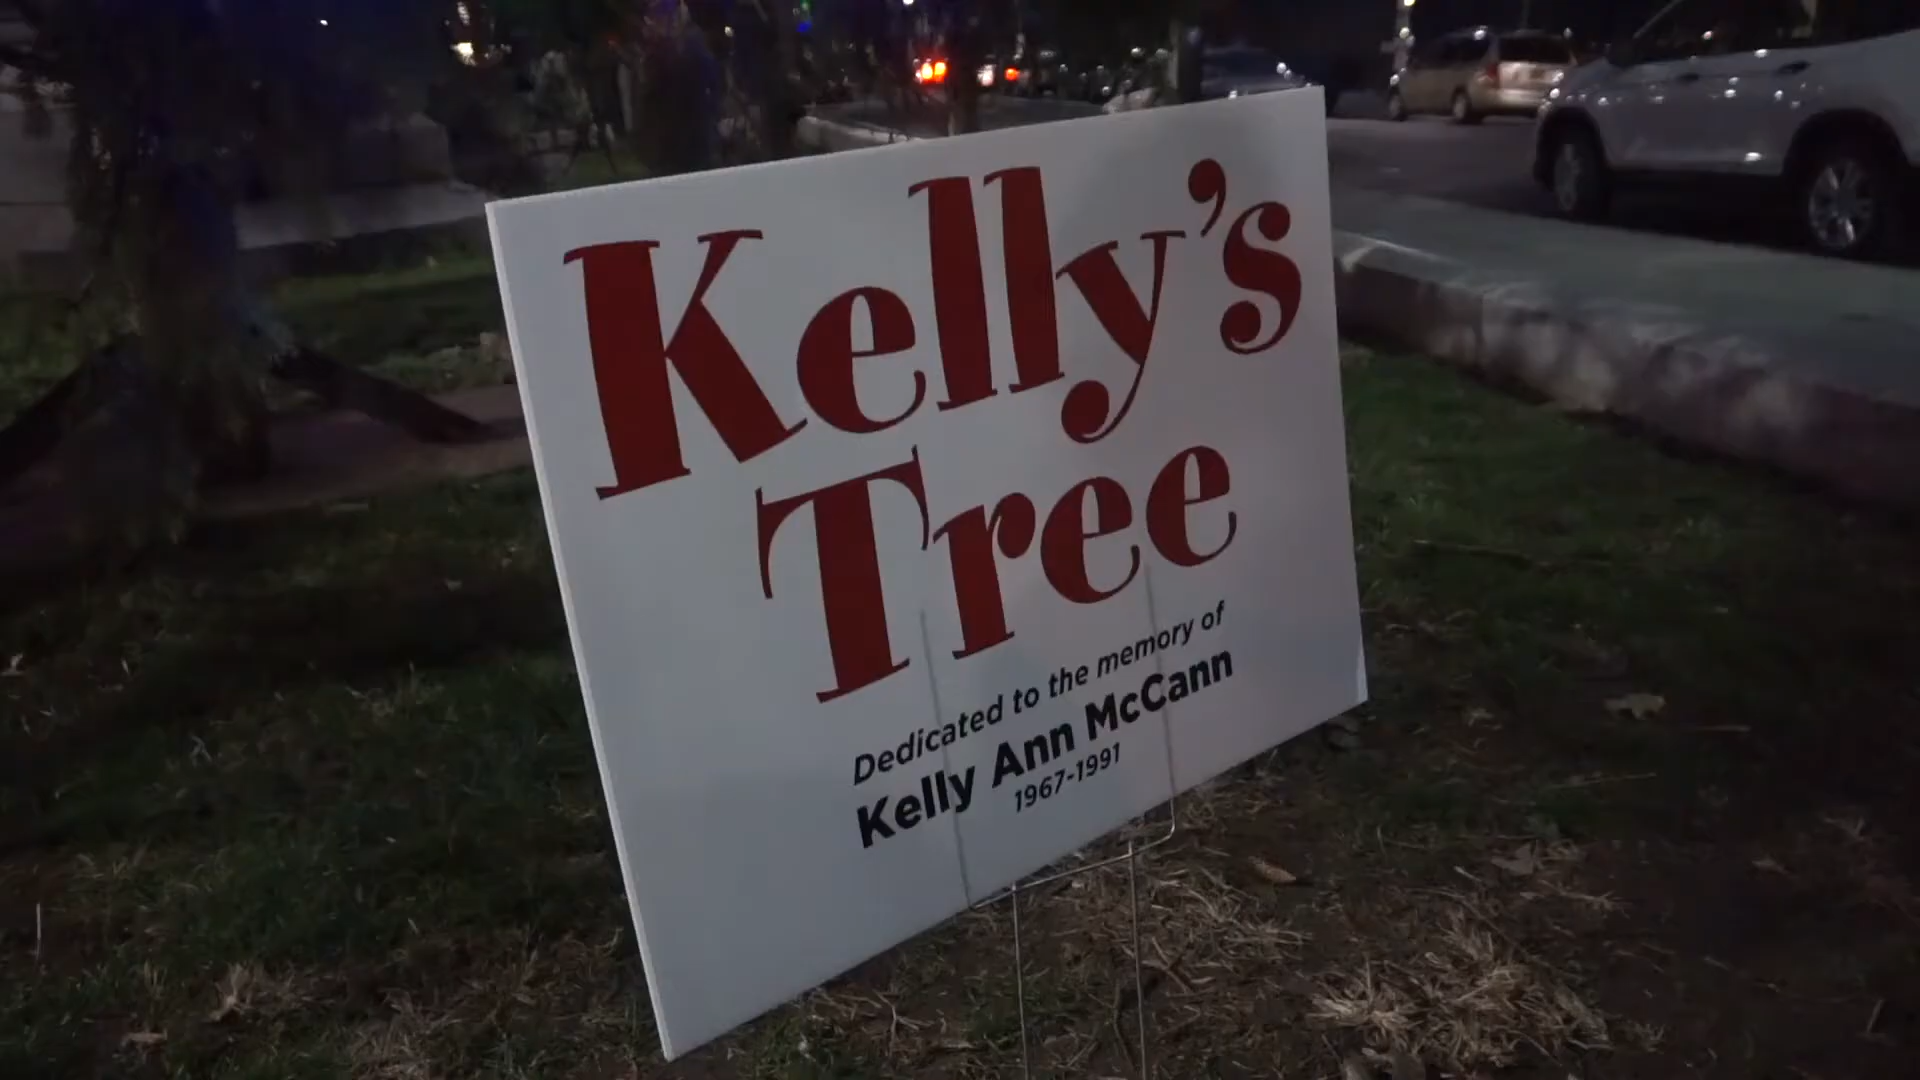 Kelly's
Tree
Dedicated to the memory of
Kelly Ann McCann
1967-1991